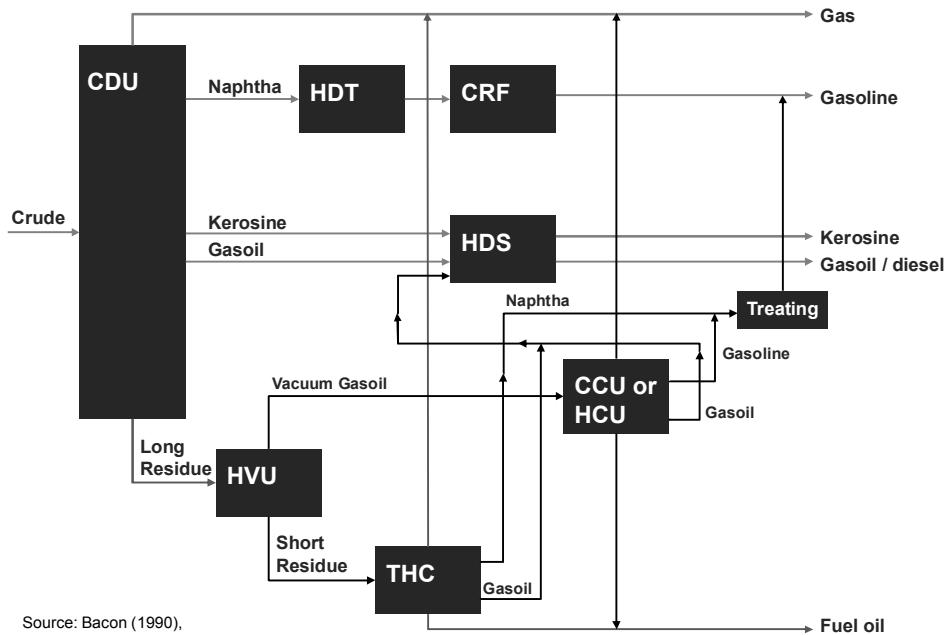 Gas
CDU
Naphtha
HDT
CRF
Gasoline
Crude
Kerosine
Gasoil
HDS
Kerosine
Gasoil / diesel
Naphtha
Treating
Gasoline
Vacuum Gasoil
CCU or
HCU
Gasoil
Long
Residue
HVU
Short
Residue
THC
Gasoil
Source: Bacon (1990),
Fuel oil